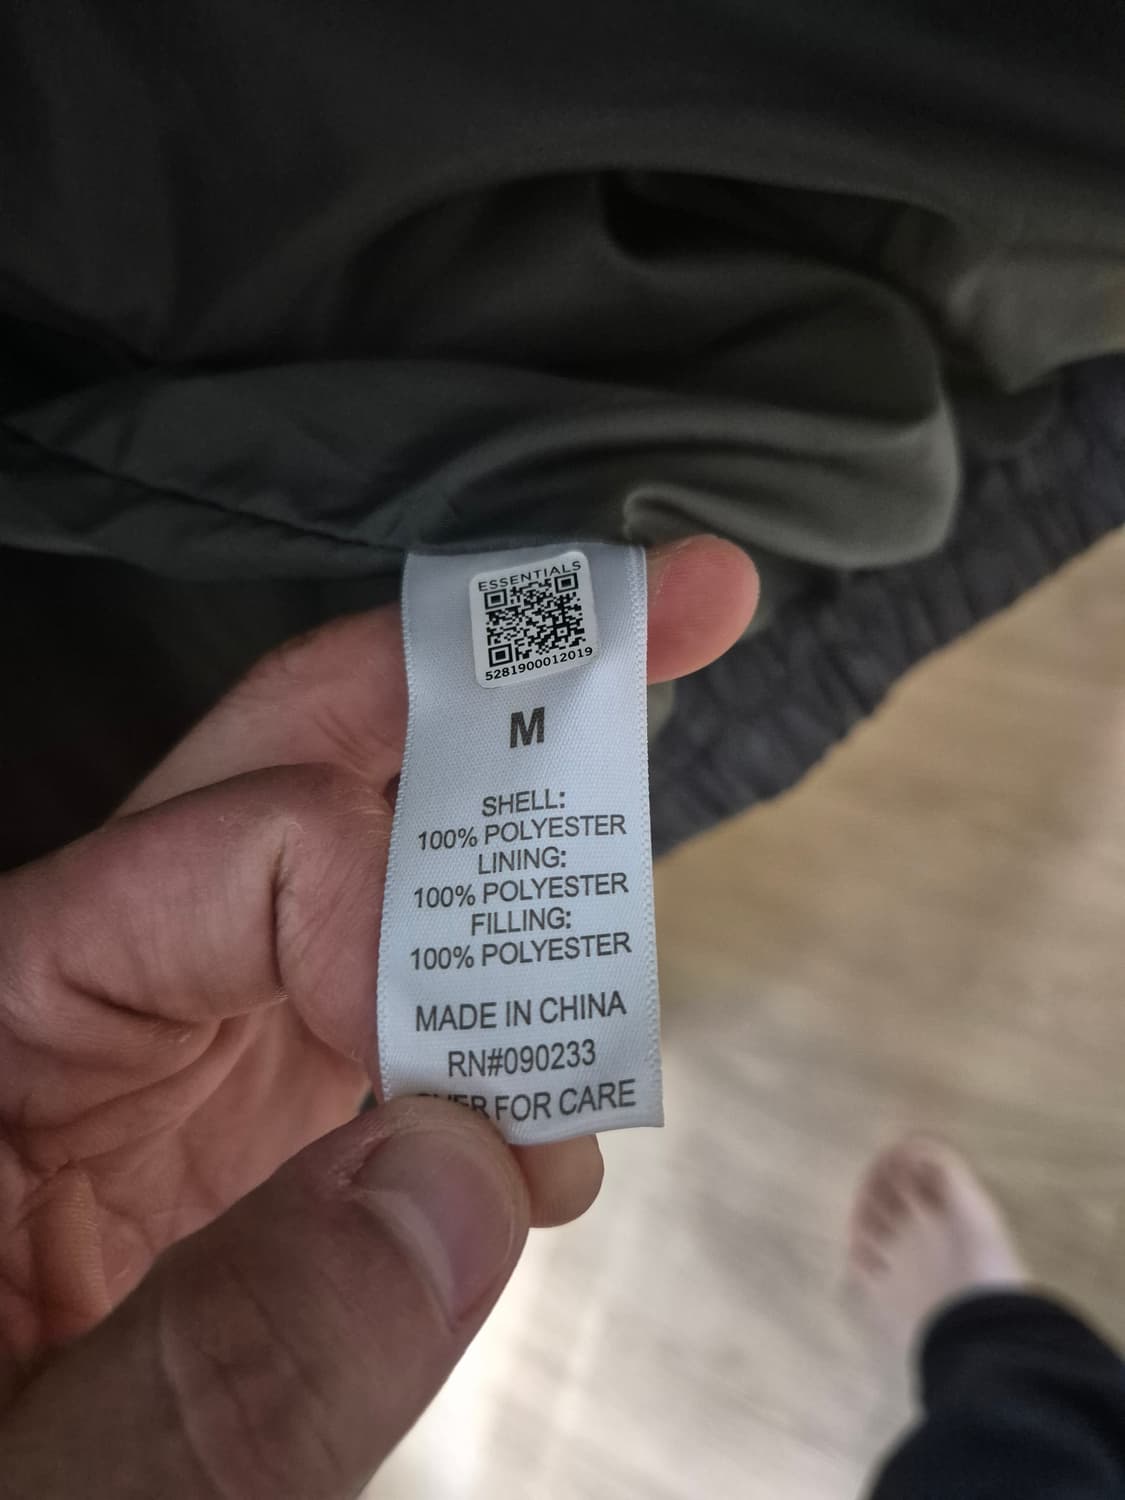 ESSENTIALS
5281900012019
M
SHELL:
100% POLYESTER
LINING:
100% POLYESTER
FILLING:
100% POLYESTER
MADE IN CHINA
RN#090233
FOR CARE